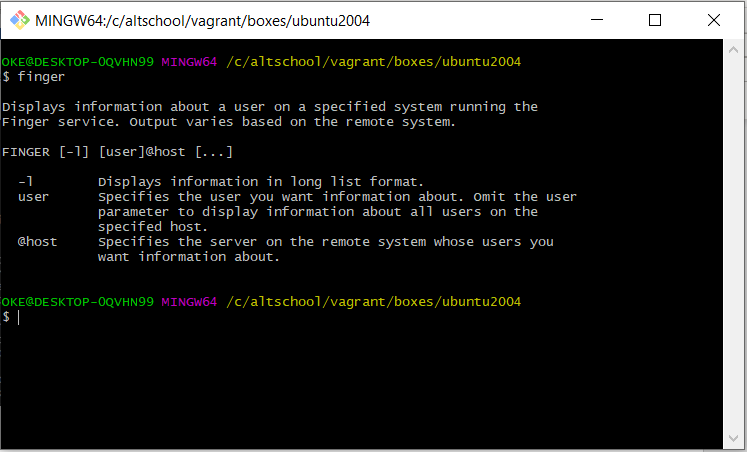 MINGW64:/c/altschool/vagrant/boxes/ubuntu2004
OKE@DESKTOP-0QVHN99 MINGW64 /c/altschool/vagrant/boxes/ubuntu2004
$ finger
Displays information about a user on a specified system running the
Finger service. Output varies based on the remote system.
FINGER [-l] [user]@host [...]
-l        Displays information in long list format.
user      Specifies the user you want information about. Omit the user
parameter to display information about all users on the
specifed host.
@host     Specifies the server on the remote system whose users you
want information about.
OKE@DESKTOP-0QVHN99 MINGW64 /c/altschool/vagrant/boxes/ubuntu2004
$